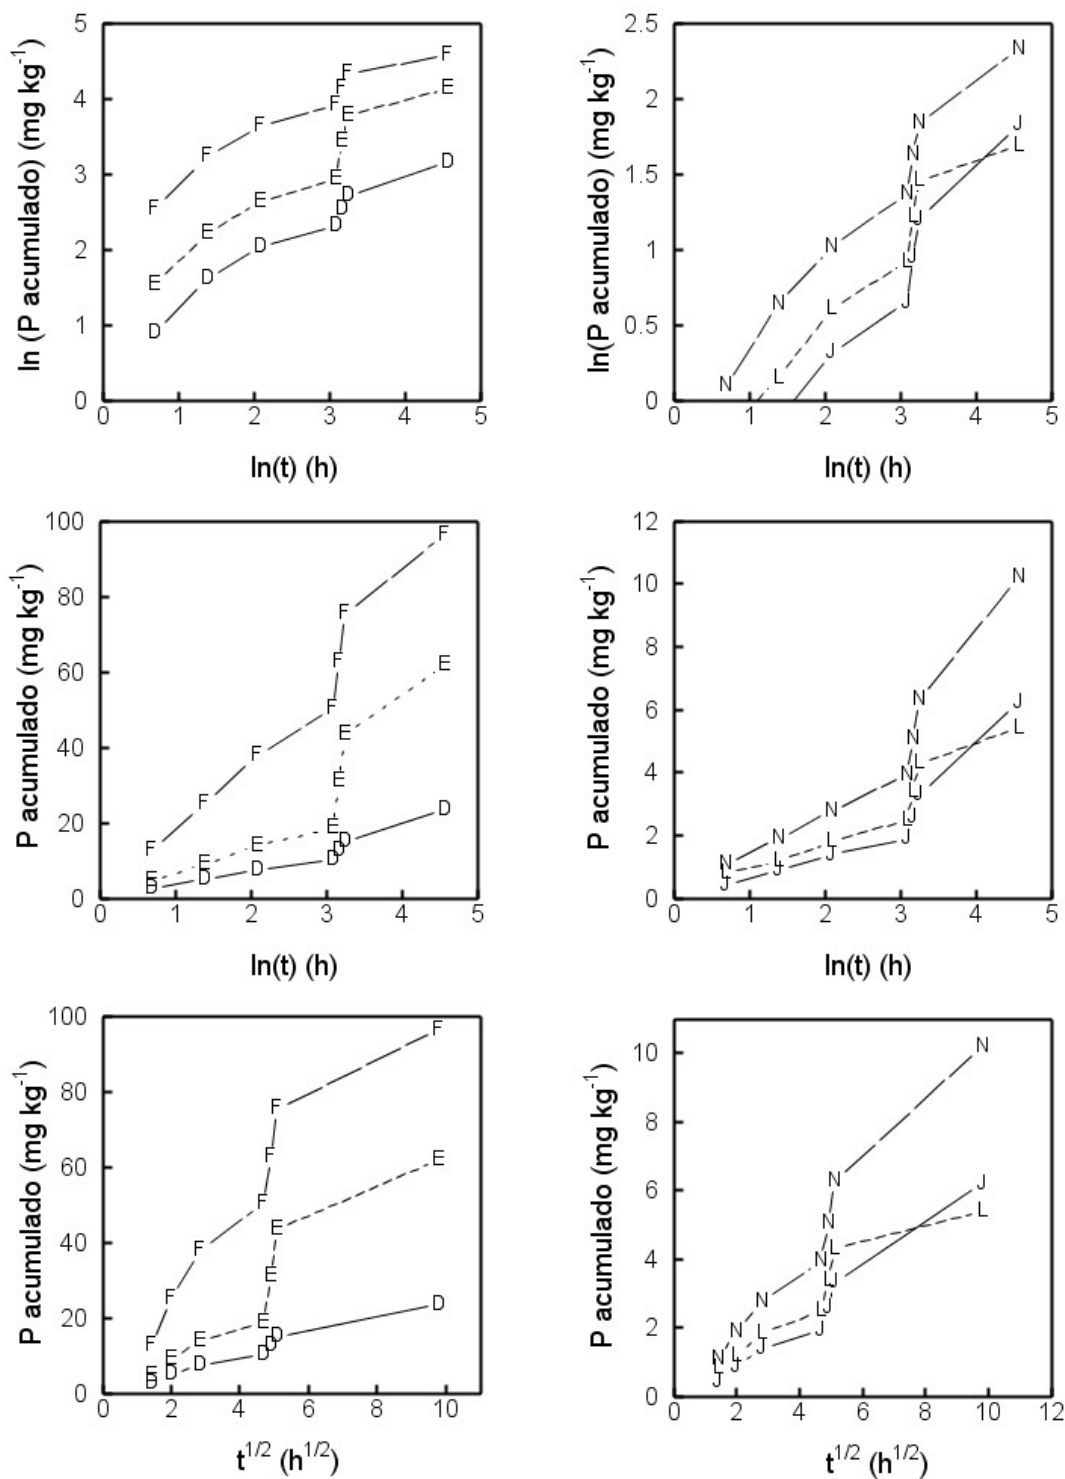 5
4
3
2
1
0
ln (P acumulado) (mg kg-1)
F F F F F F F
E E E E E E E
D D D D D D D
0 1 2 3 4 5
ln(t) (h)
2.5
2
1.5
1
0.5
0
ln(P acumulado) (mg kg-1)
N N N N N N N
L L L L L L
J J J J J
0 1 2 3 4 5
ln(t) (h)
100
80
60
40
20
0
P acumulado (mg kg-1)
F F F F F F F
E E E E E E E
D D D D D D D
0 1 2 3 4 5
ln(t) (h)
12
10
8
6
4
2
0
P acumulado (mg kg-1)
N N N N N N N
L L L L L L L
J J J J J J J
0 1 2 3 4 5
ln(t) (h)
100
80
60
40
20
0
P acumulado (mg kg-1)
F F F F F F F
E E E E E E E
D D D D D D D
0 2 4 6 8 10
t1/2 (h1/2)
10
8
6
4
2
0
P acumulado (mg kg-1)
N N N N N N N
L L L L L L L
J J J J J J J
0 2 4 6 8 10 12
t1/2 (h1/2)